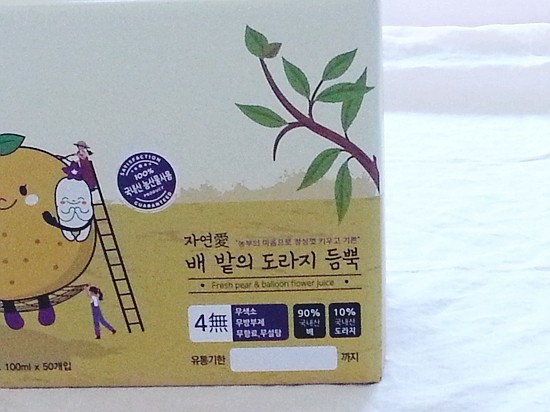 SATISFACTION
100%
국내산 농산물사용
PRODUCT
GUARANTEED
자연愛 "농부의 마음으로 정성껏 키우고 기른"
배 밭의 도라지 듬뿍
Fresh pear & balloon flower juice
4無
무색소
무방부제
무향료,무설탕
90%
국내산
배
10%
국내산
도라지
100ml x 50개입
유통기한 까지